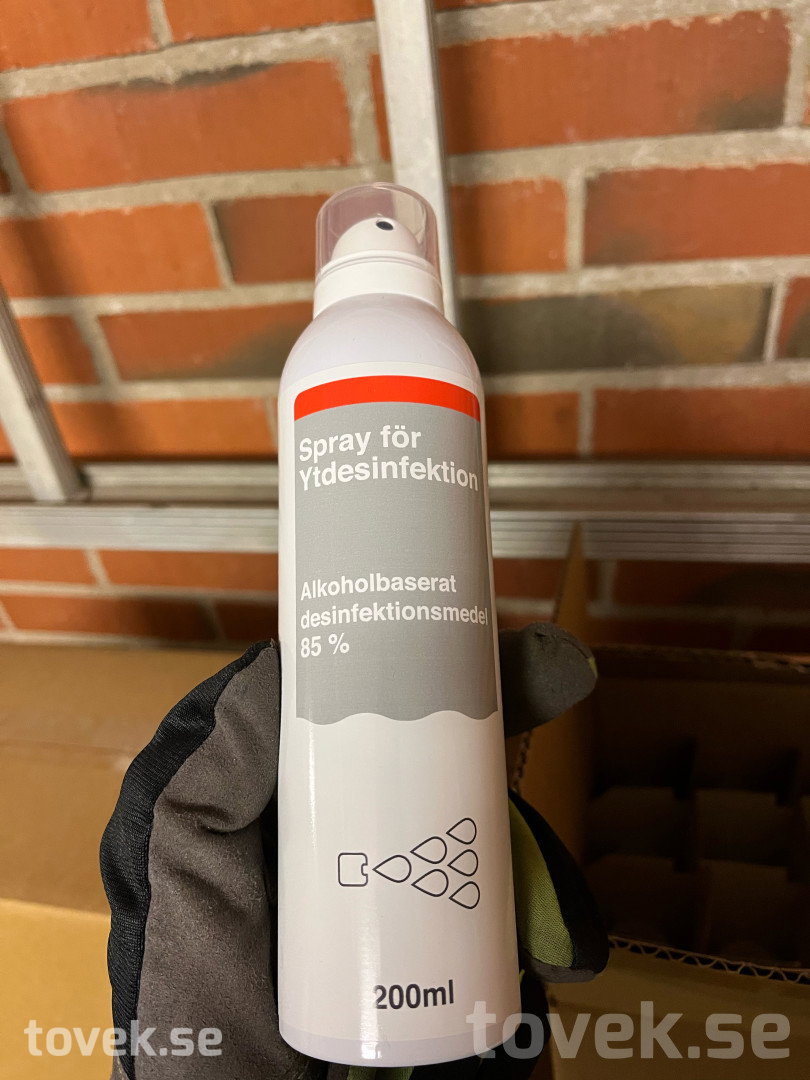 Spray för
Ytdesinfektion
Alkoholbaserat
desinfektionsmedel
85 %
200ml
tovek.se
tovek.se